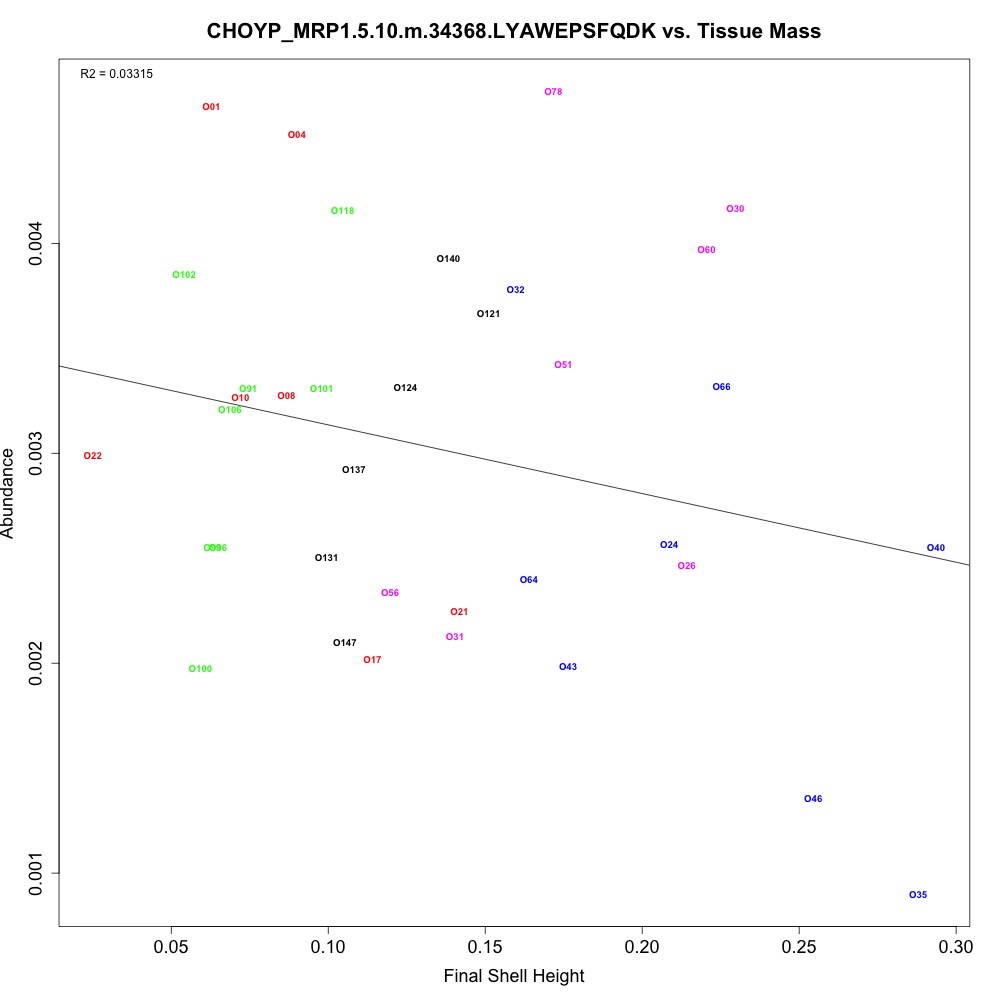 CHOYP_MRP1.5.10.m.34368.LYAWEPSFQDK vs. Tissue Mass
R2 = 0.03315
O78
O01
O04
O30
O118
O60
O140
O102
O32
O121
O51
O66
O124
O91
O101
O10
O08
O106
O22
O137
O24
O40
O96
O131
O26
O64
O56
O21
O31
O147
O17
O43
O100
O46
O35
0.004
0.003
0.002
0.001
Abundance
0.05 0.10 0.15 0.20 0.25 0.30
Final Shell Height